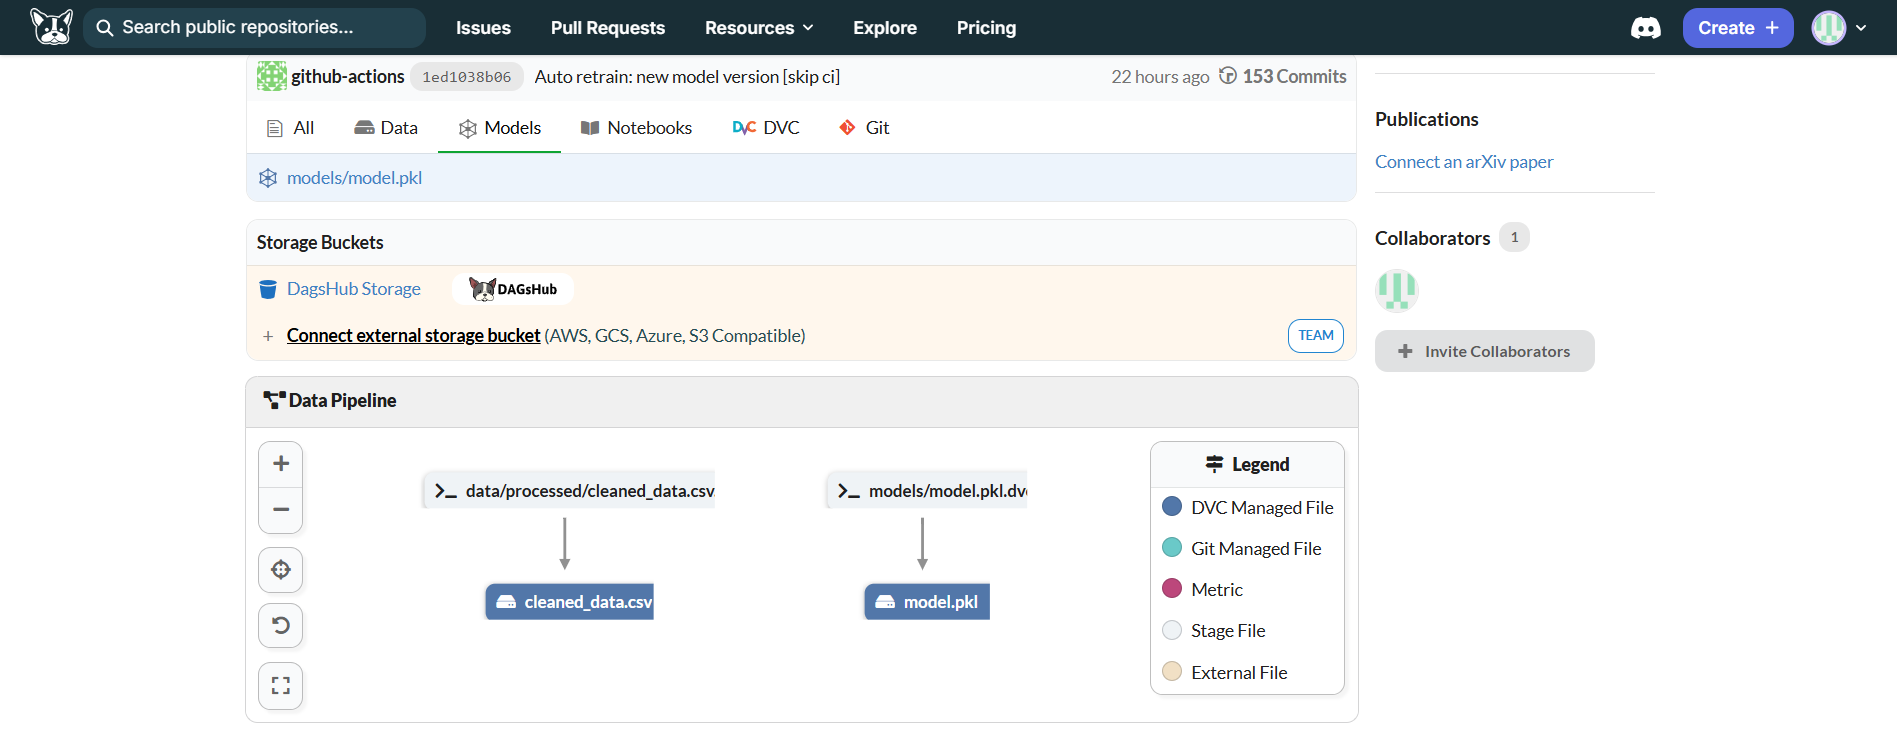 Search public repositories... Issues Pull Requests Resources Explore Pricing Create +
github-actions 1ed1038b06 Auto retrain: new model version [skip ci] 22 hours ago 153 Commits
All Data Models Notebooks DVC DVC Git
models/model.pkl
Storage Buckets
DagsHub Storage DAGsHub
+ Connect external storage bucket (AWS, GCS, Azure, S3 Compatible) TEAM
Data Pipeline
data/processed/cleaned_data.csv. models/model.pkl.dv
cleaned_data.csv model.pkl
Legend
DVC Managed File
Git Managed File
Metric
Stage File
External File
Publications
Connect an arXiv paper
Collaborators 1
+ Invite Collaborators